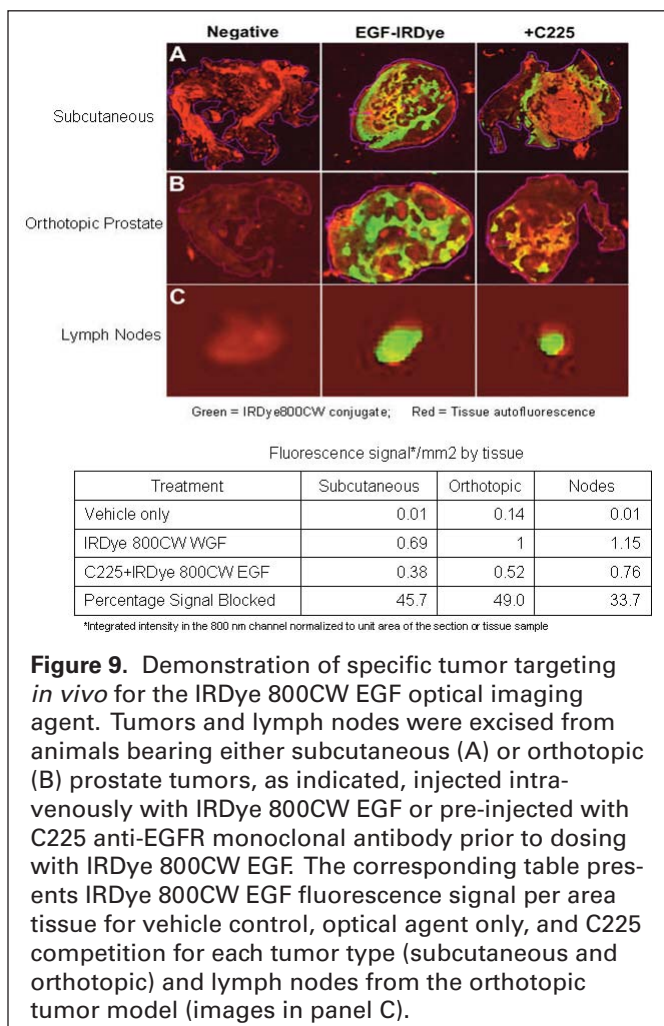 Negative EGF-IRDye +C225
A
Subcutaneous
B
Orthotopic Prostate
C
Lymph Nodes
Green = IRDye800CW conjugate; Red = Tissue autofluorescence
Fluorescence signal*/mm2 by tissue
Treatment Subcutaneous Orthotopic Nodes
Vehicle only 0.01 0.14 0.01
IRDye 800CW WGF 0.69 1 1.15
C225+IRDye 800CW EGF 0.38 0.52 0.76
Percentage Signal Blocked 45.7 49.0 33.7
*Integrated intensity in the 800 nm channel normalized to unit area of the section or tissue sample
Figure 9. Demonstration of specific tumor targeting
in vivo for the IRDye 800CW EGF optical imaging
agent. Tumors and lymph nodes were excised from
animals bearing either subcutaneous (A) or orthotopic
(B) prostate tumors, as indicated, injected intra-
venously with IRDye 800CW EGF or pre-injected with
C225 anti-EGFR monoclonal antibody prior to dosing
with IRDye 800CW EGF. The corresponding table pres-
ents IRDye 800CW EGF fluorescence signal per area
tissue for vehicle control, optical agent only, and C225
competition for each tumor type (subcutaneous and
orthotopic) and lymph nodes from the orthotopic
tumor model (images in panel C).